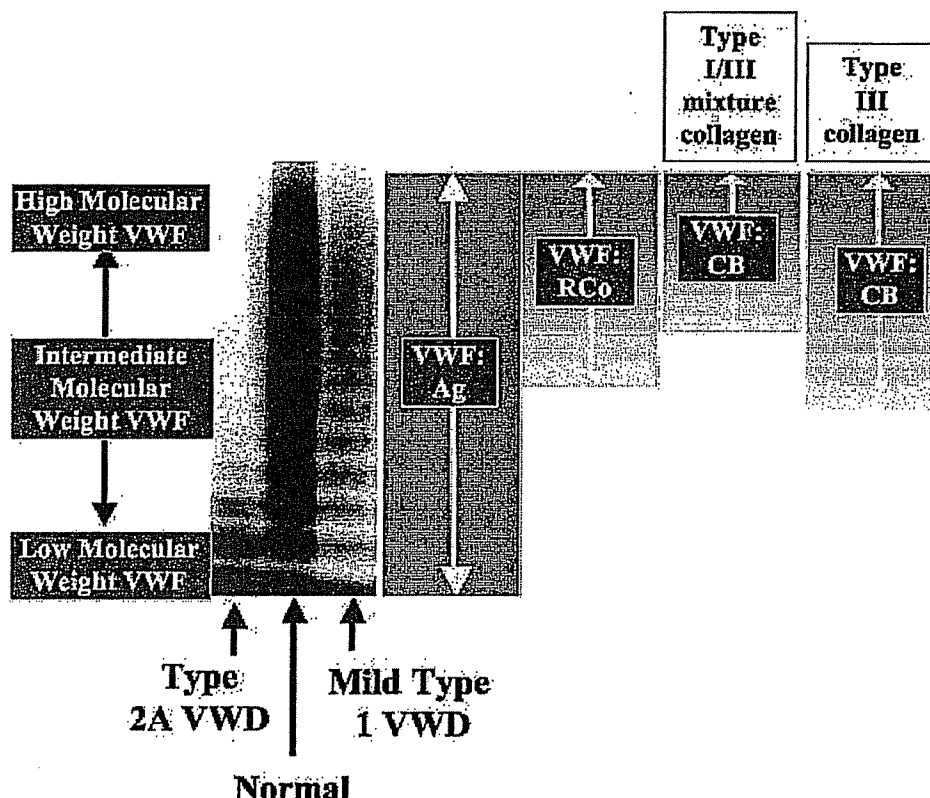 Type
I/III
mixture
collagen
Type
III
collagen
High Molecular
Weight VWF
Intermediate
Molecular
Weight VWF
Low Molecular
Weight VWF
VWF:
Ag
VWF:
RCo
VWF:
CB
VWF:
CB
Type
2A VWD
Normal
Mild Type
1 VWD